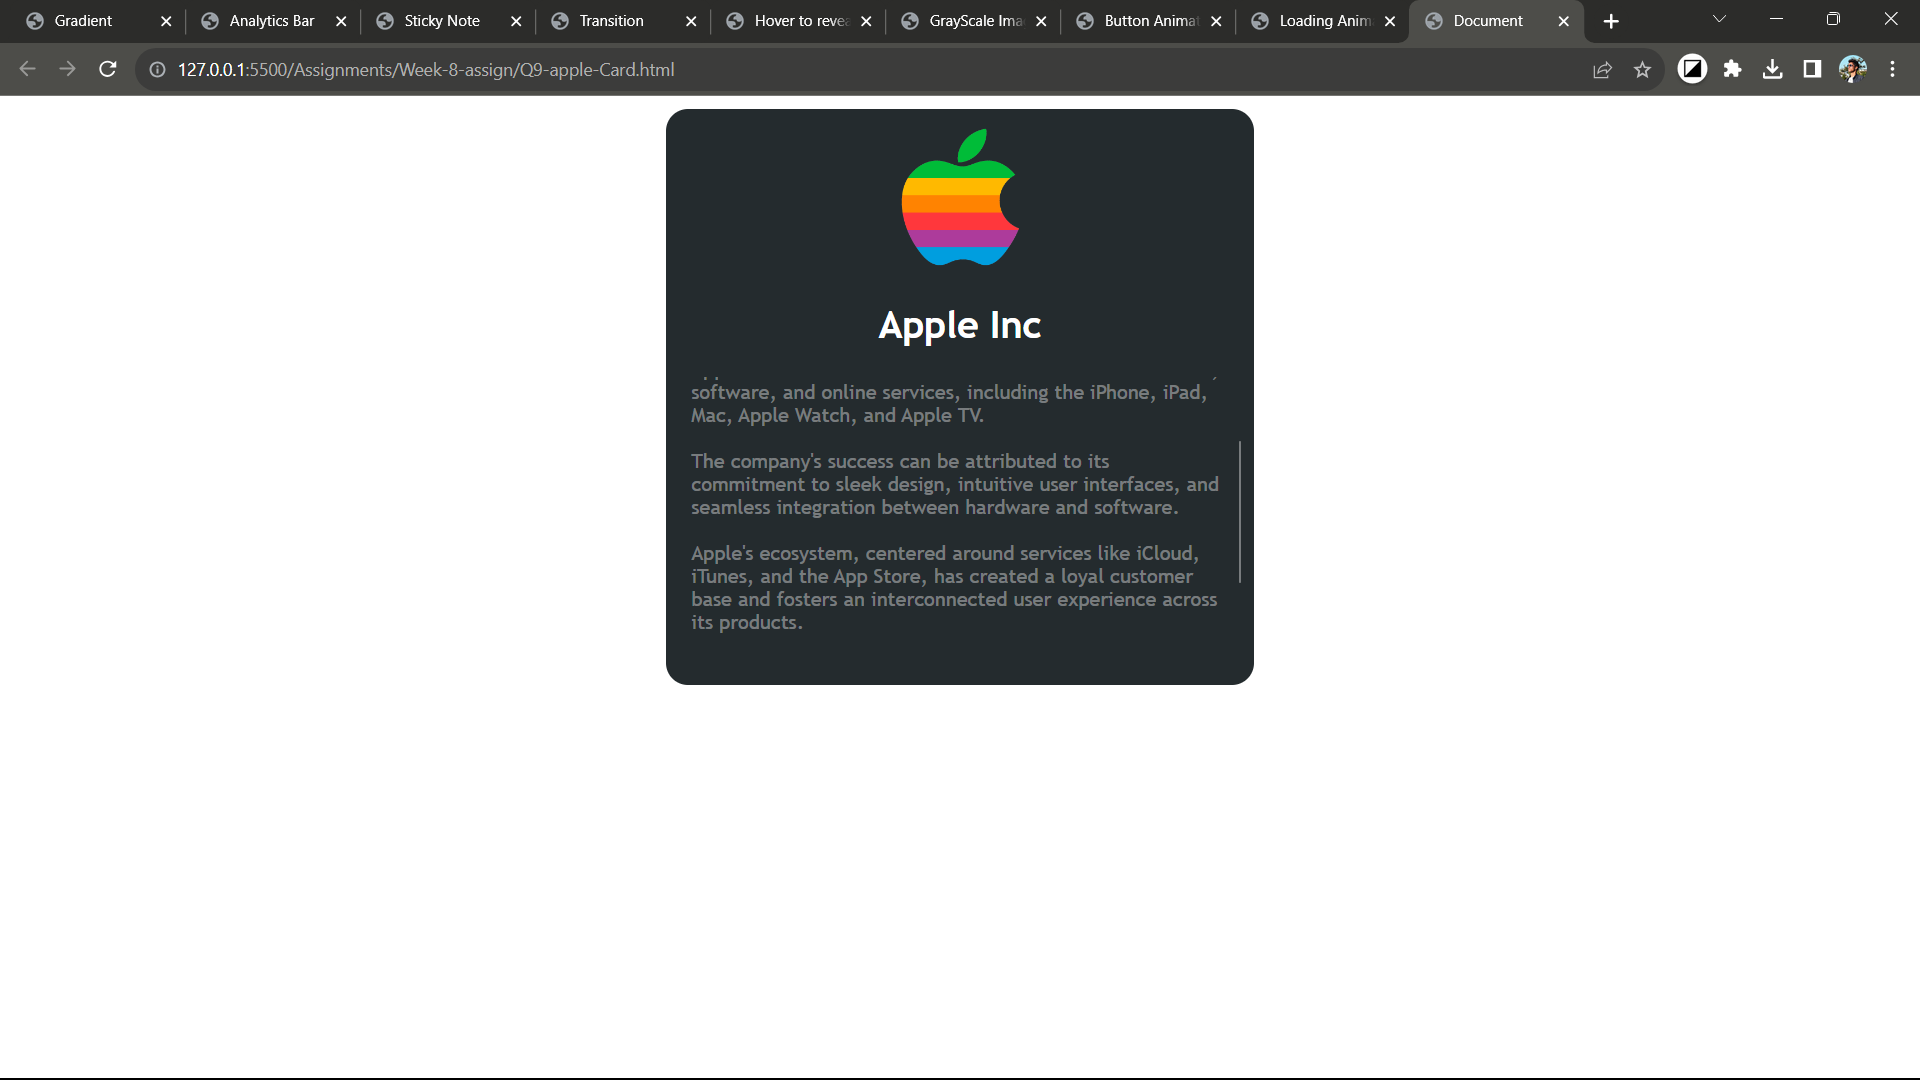 Gradient
Analytics Bar
Sticky Note
Transition
Hover to revea
GrayScale Ima
Button Animat
Loading Anim
Document
127.0.0.1:5500/Assignments/Week-8-assign/Q9-apple-Card.html
Apple Inc
software, and online services, including the iPhone, iPad,
Mac, Apple Watch, and Apple TV.
The company's success can be attributed to its
commitment to sleek design, intuitive user interfaces, and
seamless integration between hardware and software.
Apple's ecosystem, centered around services like iCloud,
iTunes, and the App Store, has created a loyal customer
base and fosters an interconnected user experience across
its products.